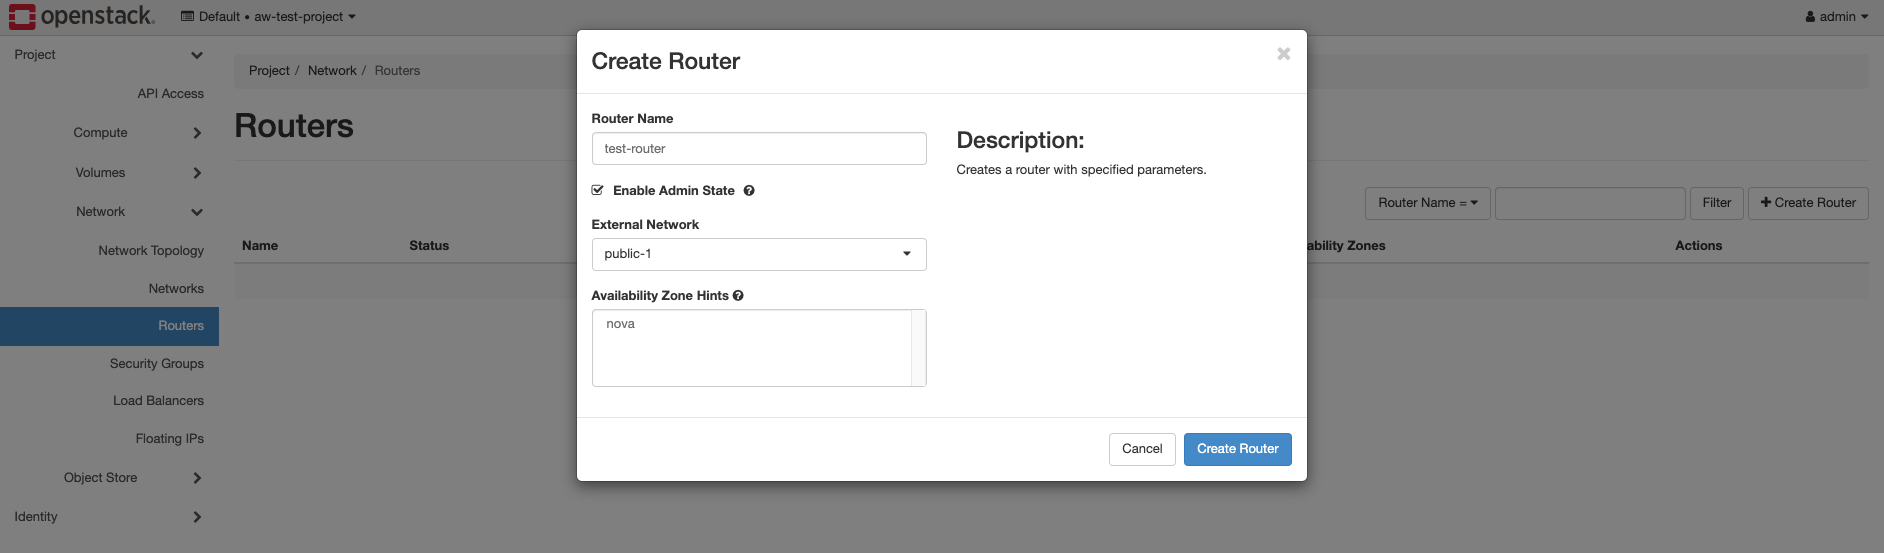 openstack.
Default • aw-test-project
admin
Project
API Access
Compute
Volumes
Network
Network Topology
Networks
Routers
Security Groups
Load Balancers
Floating IPs
Object Store
Identity
Project / Network / Routers
Routers
Router Name =
Filter
Create Router
Name
Status
ability Zones
Actions
Create Router
Router Name
test-router
Enable Admin State
External Network
public-1
Availability Zone Hints
nova
Description:
Creates a router with specified parameters.
Cancel
Create Router